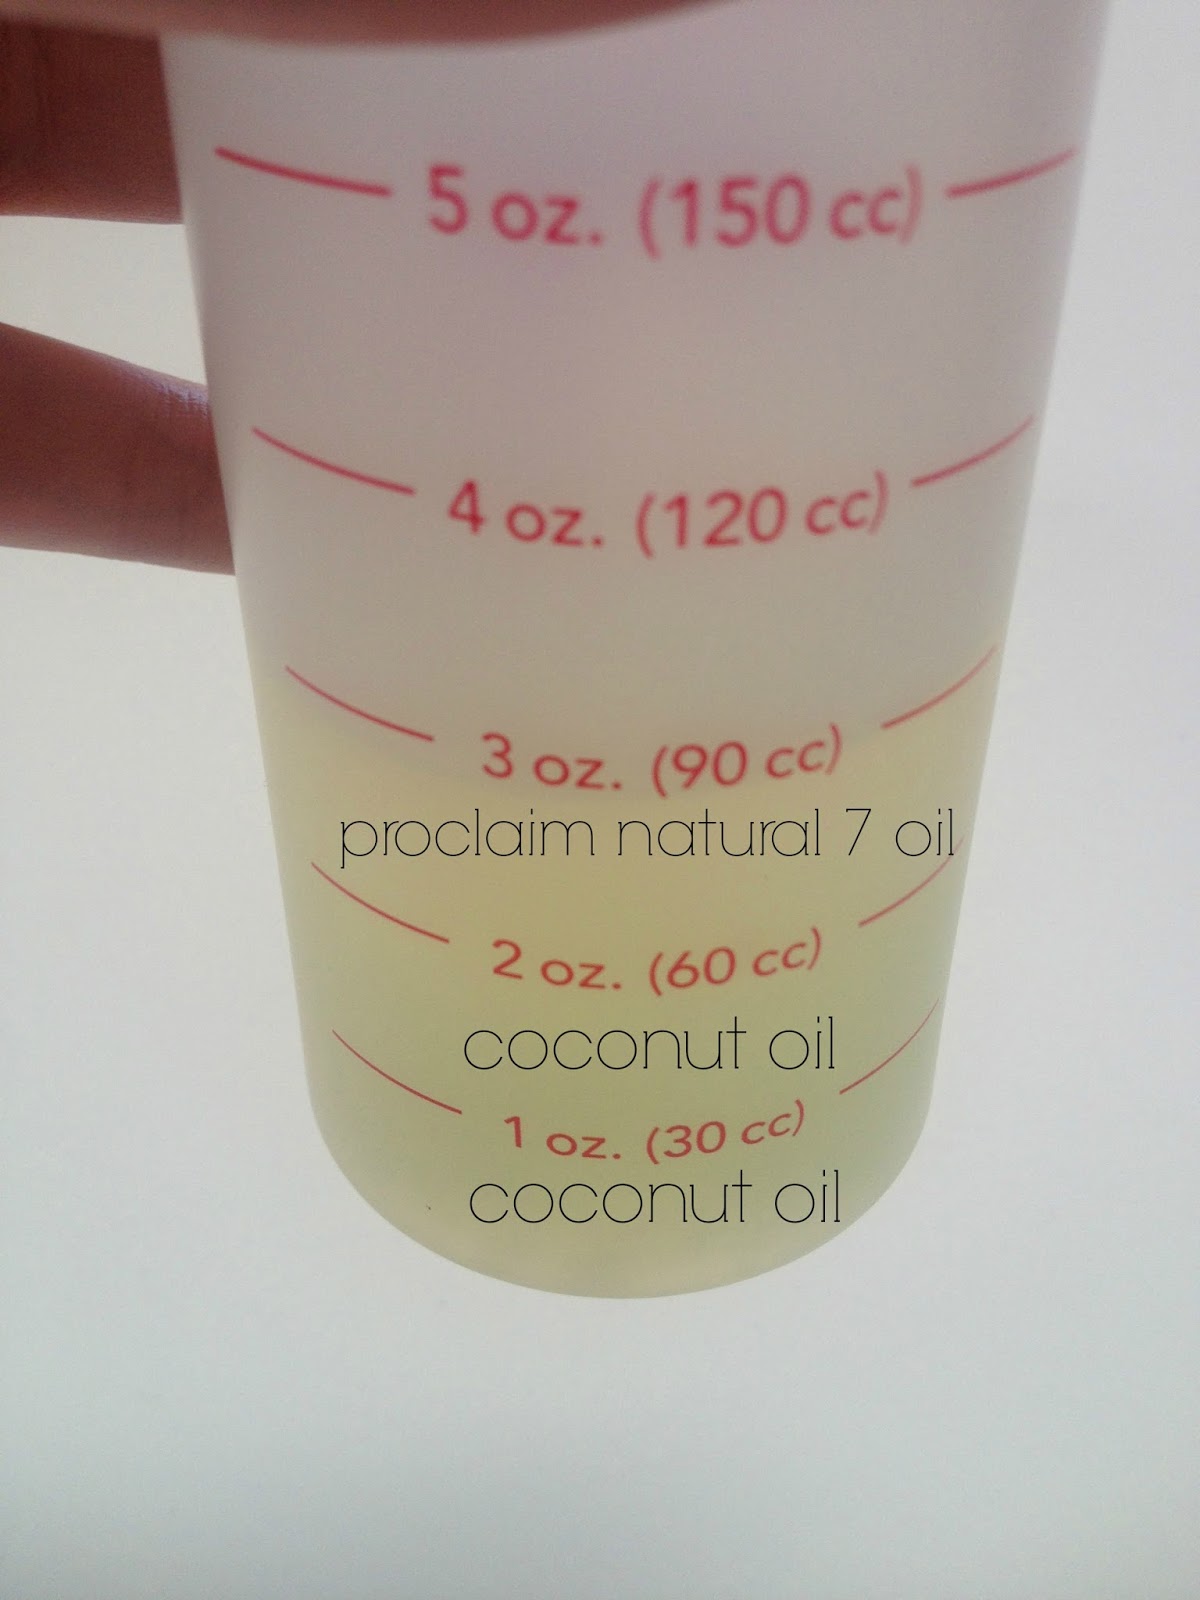 5 oz. (150 cc)
4 oz. (120 cc)
3 oz. (90 cc)
proclaim natural 7 oil
2 oz. (60 cc)
coconut oil
1 oz. (30 cc)
coconut oil